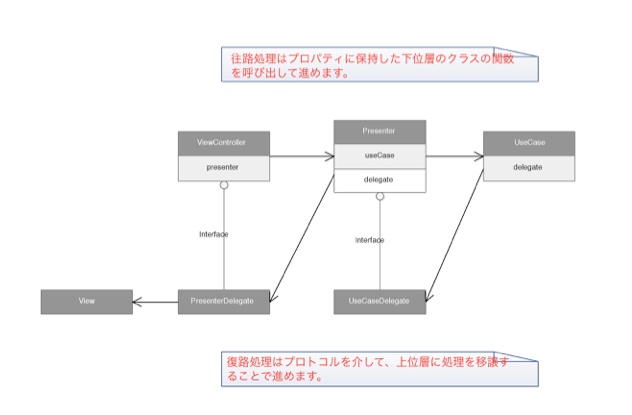 往路処理はプロパティに保持した下位層のクラスの関数
を呼び出して進めます。
ViewController
presenter
Presenter
useCase
delegate
UseCase
delegate
Interface
Interface
View
PresenterDelegate
UseCaseDelegate
復路処理はプロトコルを介して、上位層に処理を移譲す
ることで進めます。